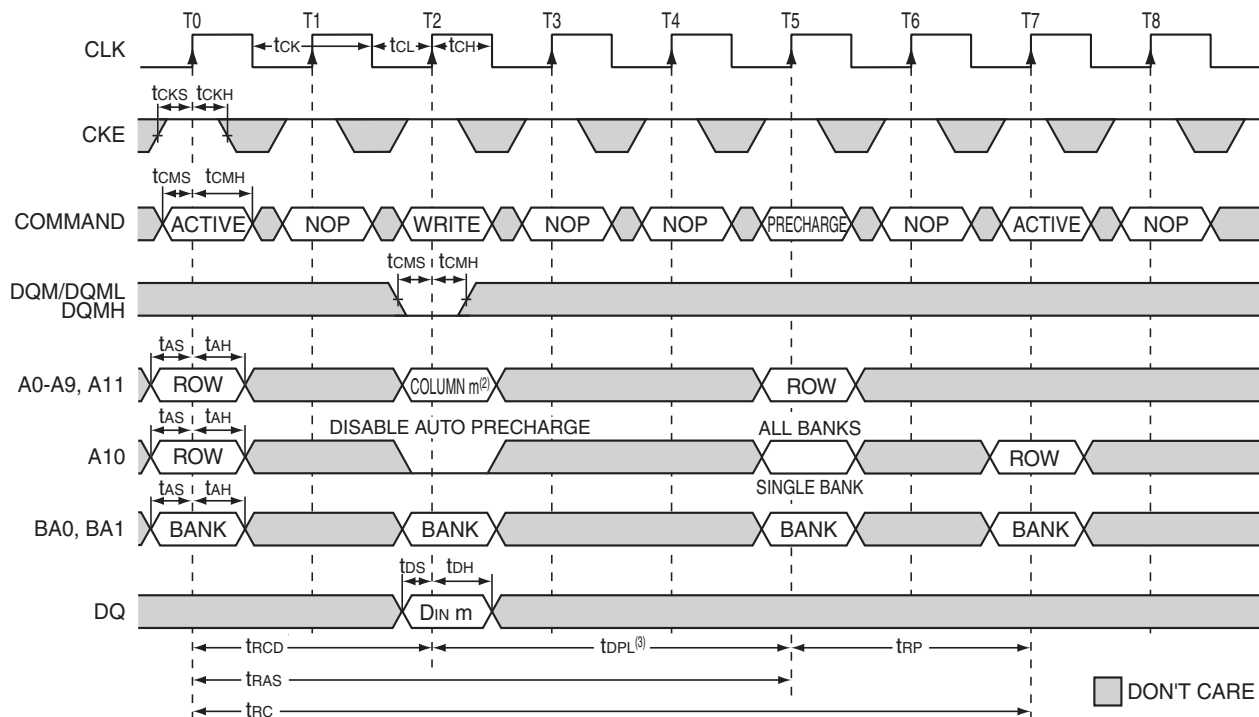 T0 T1 T2 T3 T4 T5 T6 T7 T8
CLK tCK tCL tCH
tCKS tCKH
CKE
tCMS tCMH
COMMAND ACTIVE NOP WRITE NOP NOP PRECHARGE NOP ACTIVE NOP
tCMS tCMH
DQM/DQML
DQMH
tAS tAH
A0-A9, A11 ROW COLUMN m(2) ROW
tAS tAH DISABLE AUTO PRECHARGE ALL BANKS
A10 ROW ROW
tAS tAH SINGLE BANK
BA0, BA1 BANK BANK BANK BANK
tDS tDH
DQ DIN m
tRCD tDPL(3) tRP
tRAS
DON'T CARE
tRC